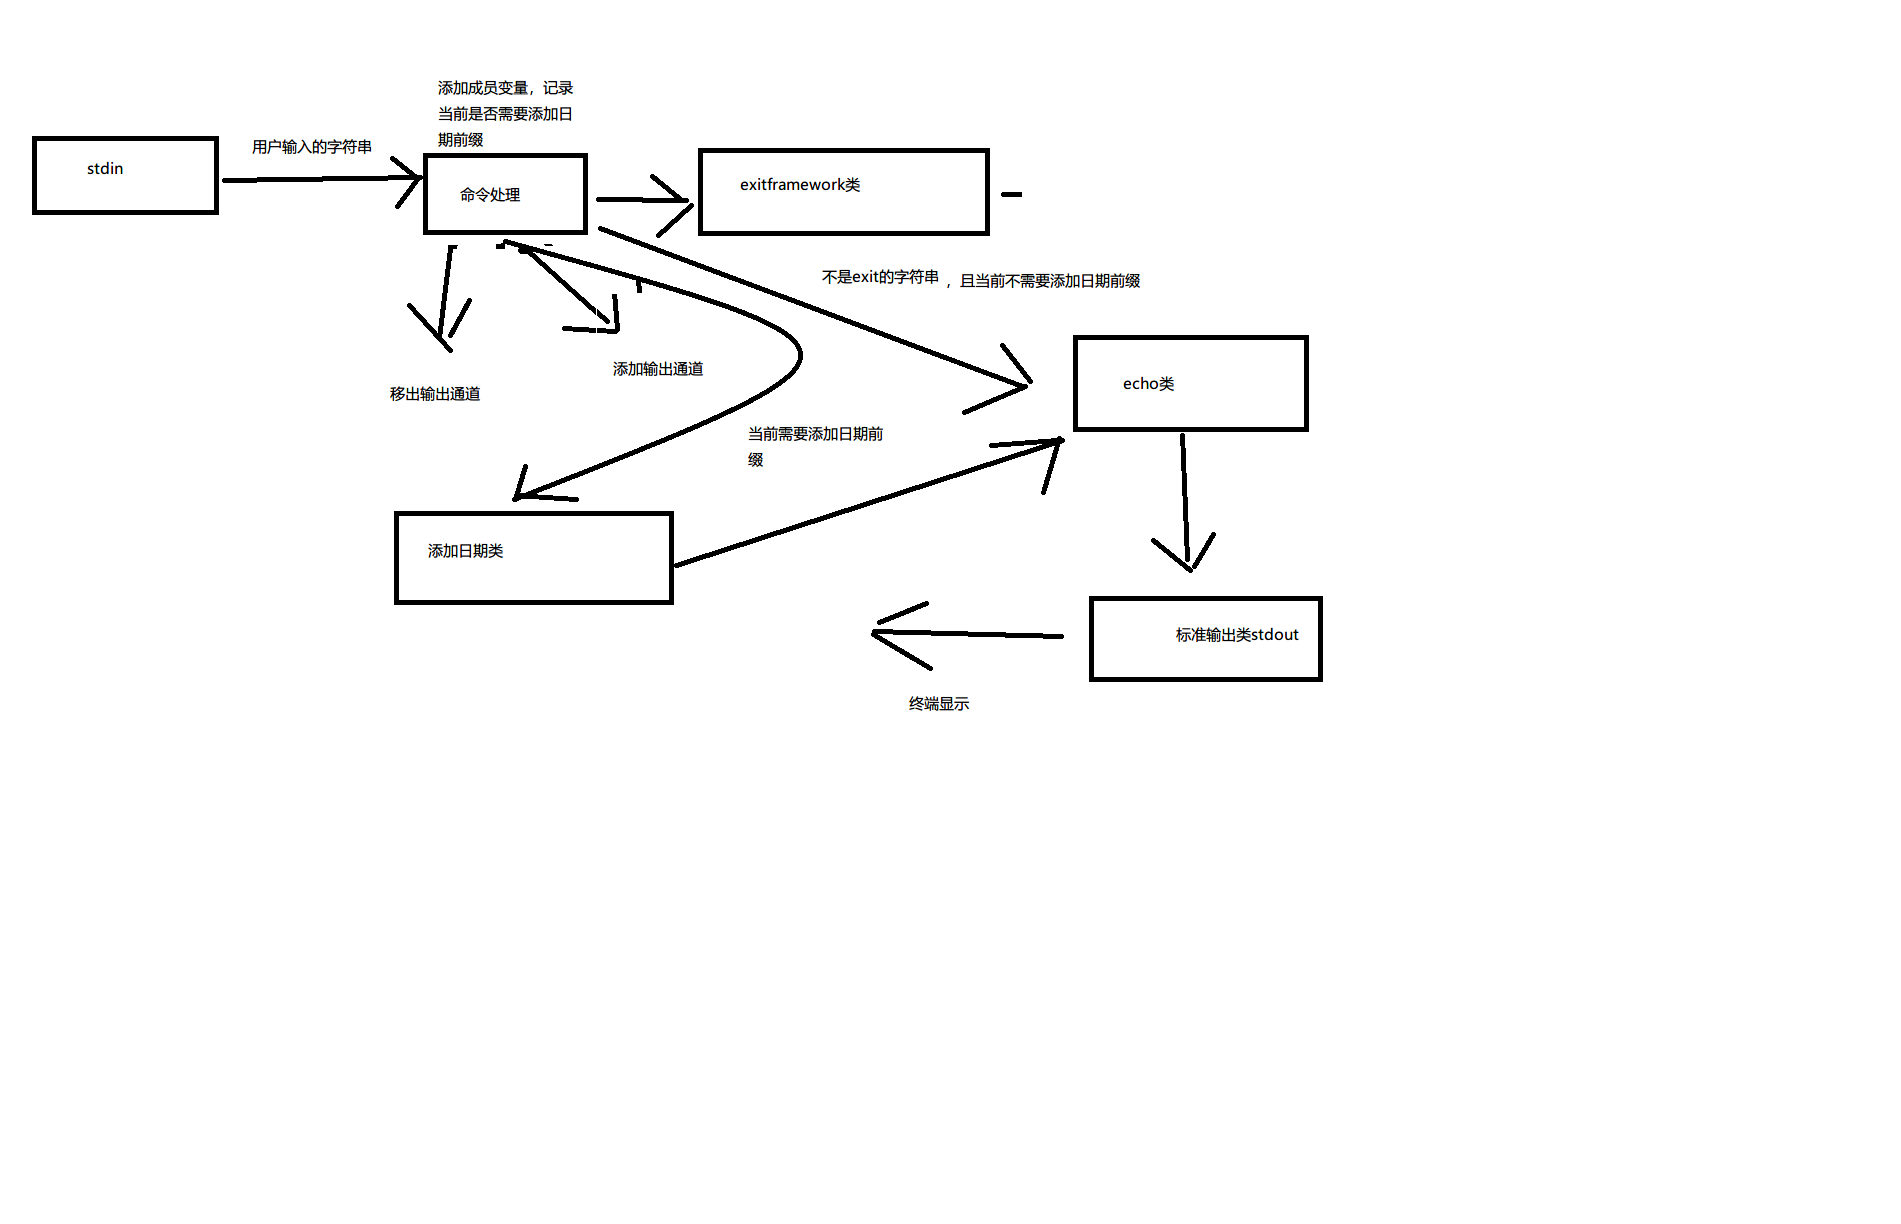 添加成员变量，记录
当前是否需要添加日
期前缀
stdin
用户输入的字符串
命令处理
exitframework类
不是exit的字符串 ，且当前不需要添加日期前缀
添加输出通道
移出输出通道
echo类
当前需要添加日期前
缀
添加日期类
标准输出类stdout
终端显示